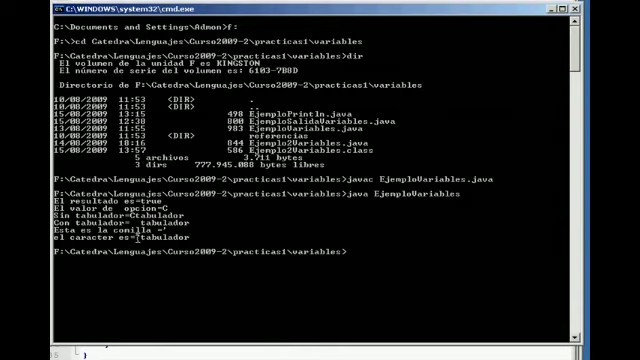 C:\WINDOWS\system32\cmd.exe
C:\Documents and Settings\Admon>f:
F:\>cd Catedra\Lenguajes\Curso2009-2\practicas1\variables
F:\Catedra\Lenguajes\Curso2009-2\practicas1\variables>dir
El volumen de la unidad F es KINGSTON
El número de serie del volumen es: 6103-7B8D
Directorio de F:\Catedra\Lenguajes\Curso2009-2\practicas1\variables
10/08/2009 11:53 <DIR> .
10/08/2009 11:53 <DIR> ..
15/08/2009 13:15 498 EjemploPrintln.java
15/08/2009 12:38 800 EjemploSalidaVariables.java
15/08/2009 11:55 983 EjemploVariables.java
10/08/2009 11:53 <DIR> referencias
14/08/2009 18:16 844 Ejemplo2Variables.java
15/08/2009 13:57 586 Ejemplo2Variables.class
5 archivos 3.711 bytes
3 dirs 777.945.088 bytes libres
F:\Catedra\Lenguajes\Curso2009-2\practicas1\variables>javac EjemploVariables.java
F:\Catedra\Lenguajes\Curso2009-2\practicas1\variables>java EjemploVariables
El resultado es=true
El valor de opcion=C
Sin tabulador=Ctabulador
Con tabulador= tabulador
Esta es la comilla ='
el caracter es= tabulador
F:\Catedra\Lenguajes\Curso2009-2\practicas1\variables>
}